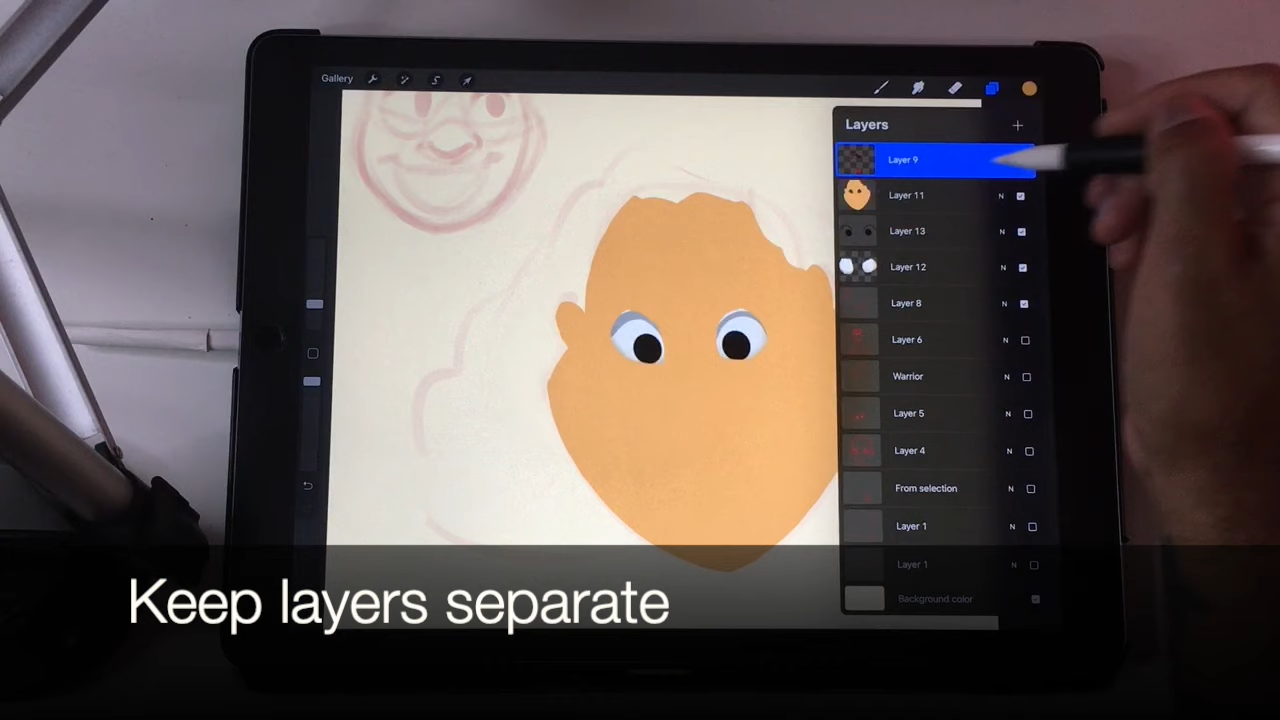 Gallery
Layers
Layer 9
Layer 11 N
Layer 13 N
Layer 12 N
Layer 8 N
Layer 6 N
Warrior N
Layer 5 N
Layer 4 N
From selection N
Layer 1 N
Layer 1 N
Background color
Keep layers separate